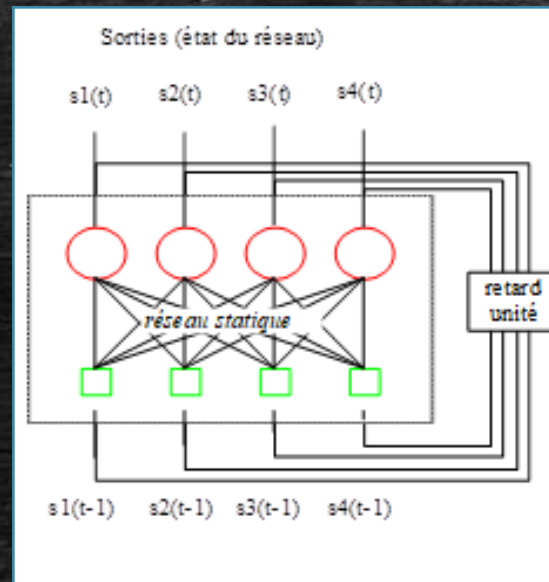 Sorties (état du réseau)
s1(t) s2(t) s3(t) s4(t)
réseau statique
retard
unité
s1(t-1) s2(t-1) s3(t-1) s4(t-1)